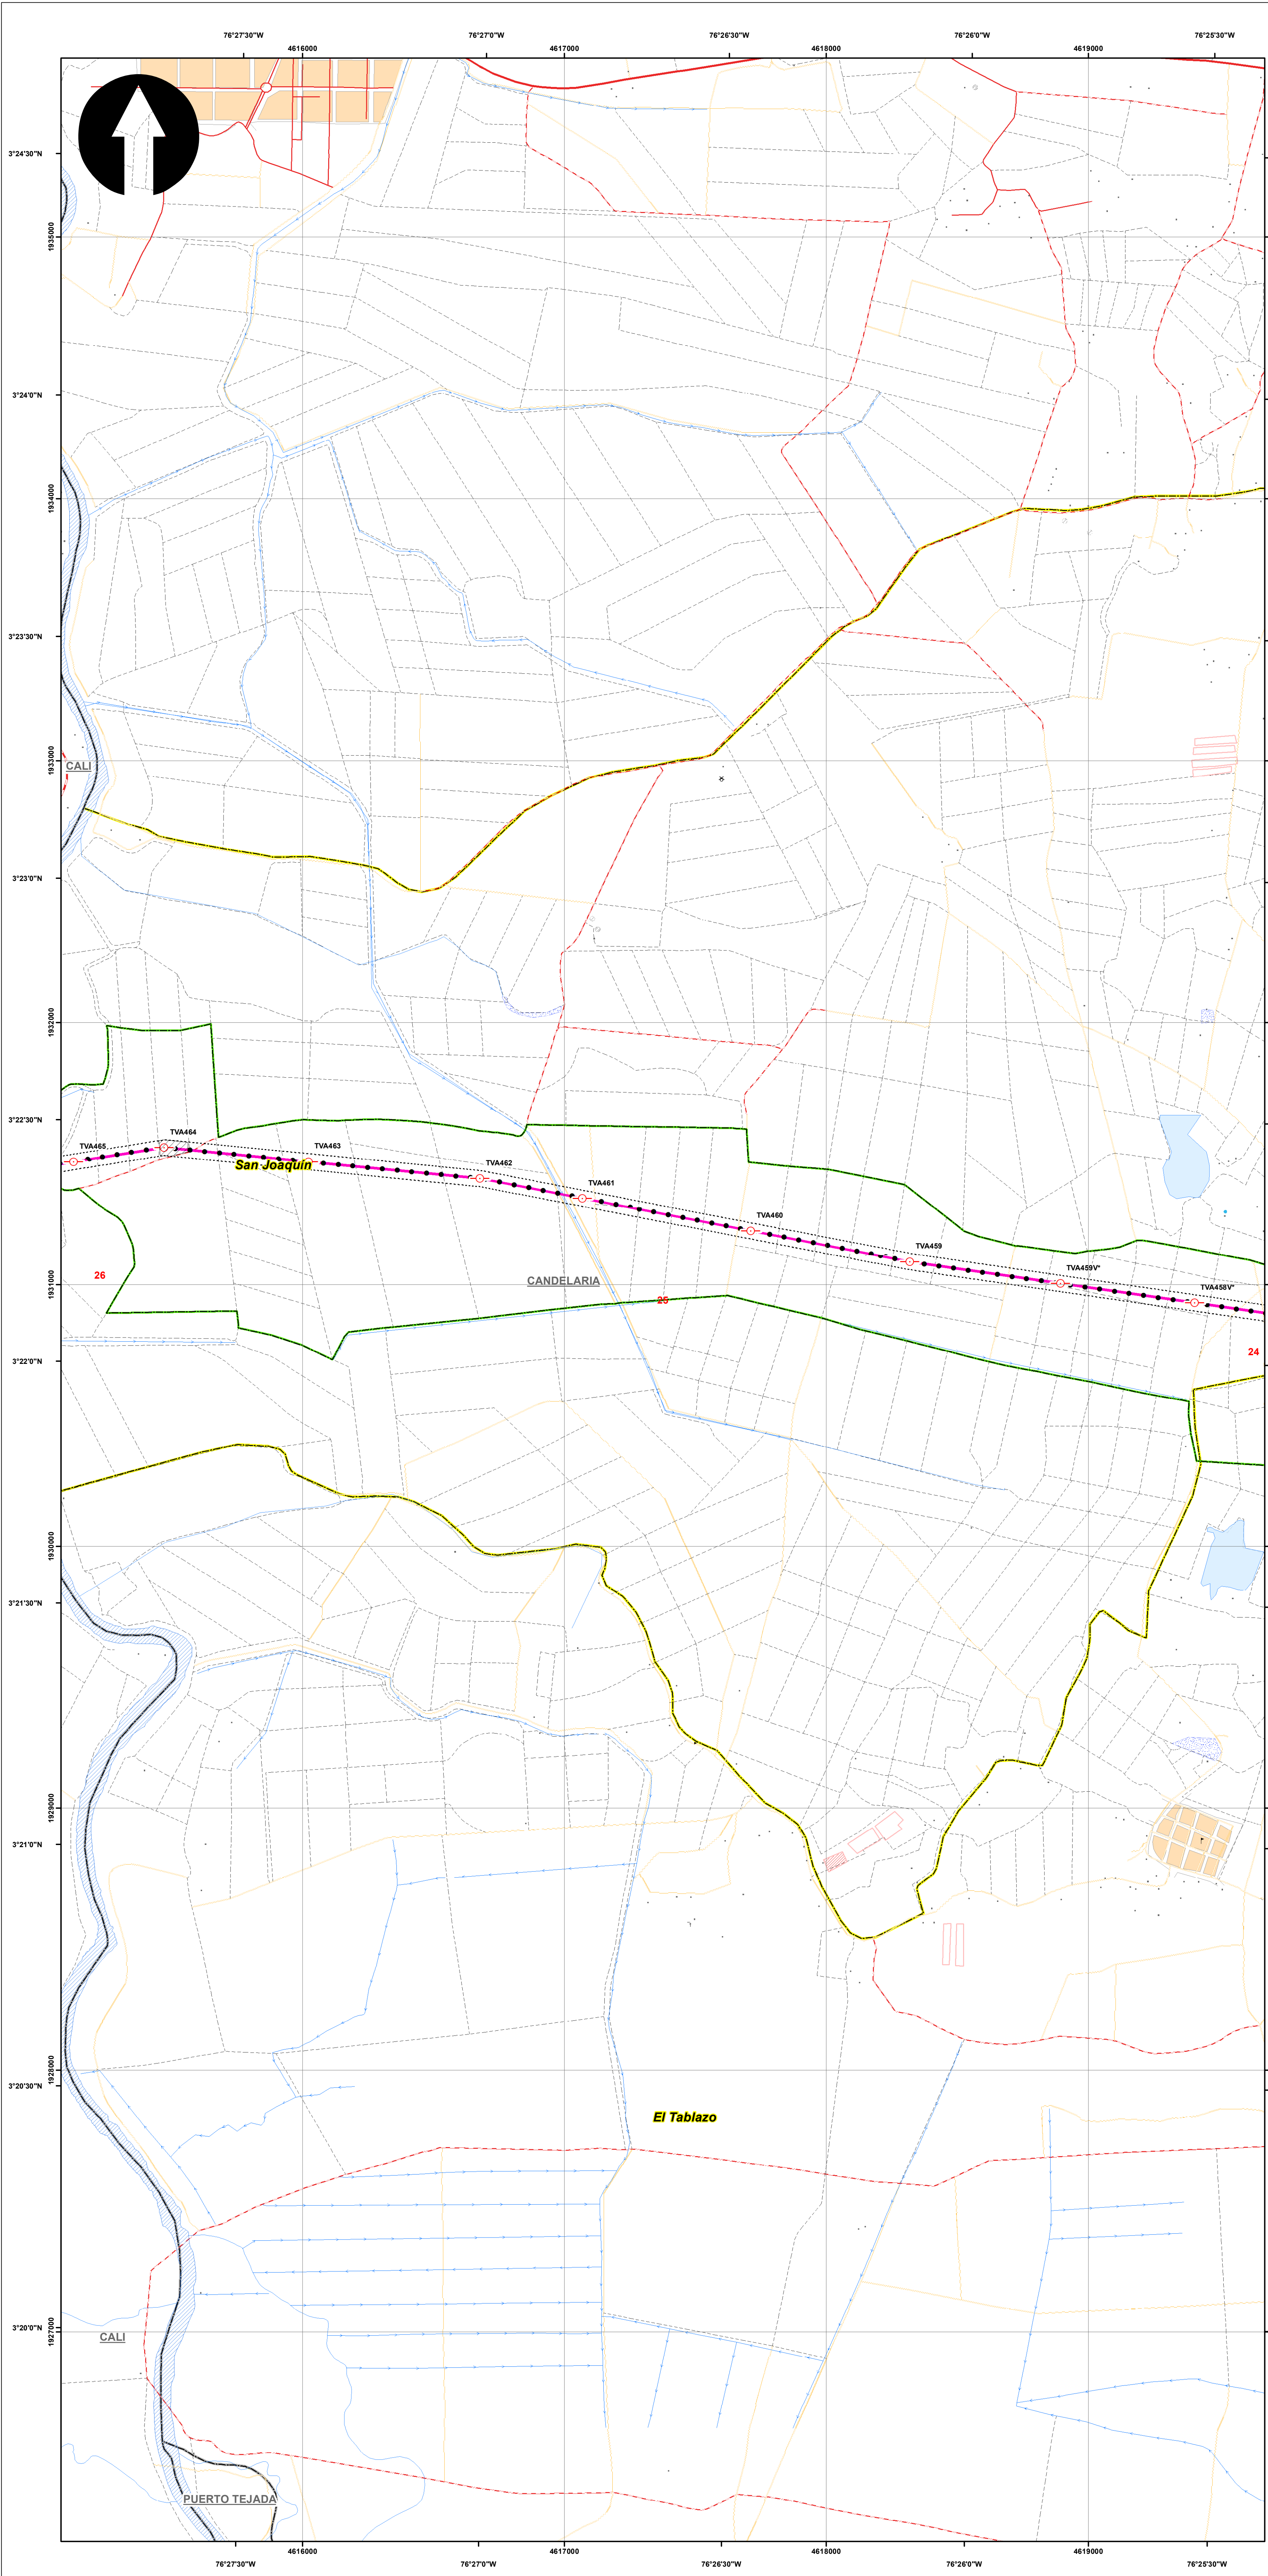 76°27'30"W 76°27'0"W 76°26'30"W 76°26'0"W 76°25'30"W
4616000 4617000 4618000 4619000
3°24'30"N
1935000
3°24'0"N
1934000
3°23'30"N
1933000
CALI
3°23'0"N
1932000
3°22'30"N
TVA465
TVA464
TVA463
San Joaquín
TVA462
TVA461
TVA460
TVA459
TVA459V*
TVA458V*
26
CANDELARIA
25
1931000
24
3°22'0"N
1930000
3°21'30"N
1929000
3°21'0"N
1928000
3°20'30"N
El Tablazo
3°20'0"N
1927000
CALI
PUERTO TEJADA
4616000 4617000 4618000 4619000
76°27'30"W 76°27'0"W 76°26'30"W 76°26'0"W 76°25'30"W